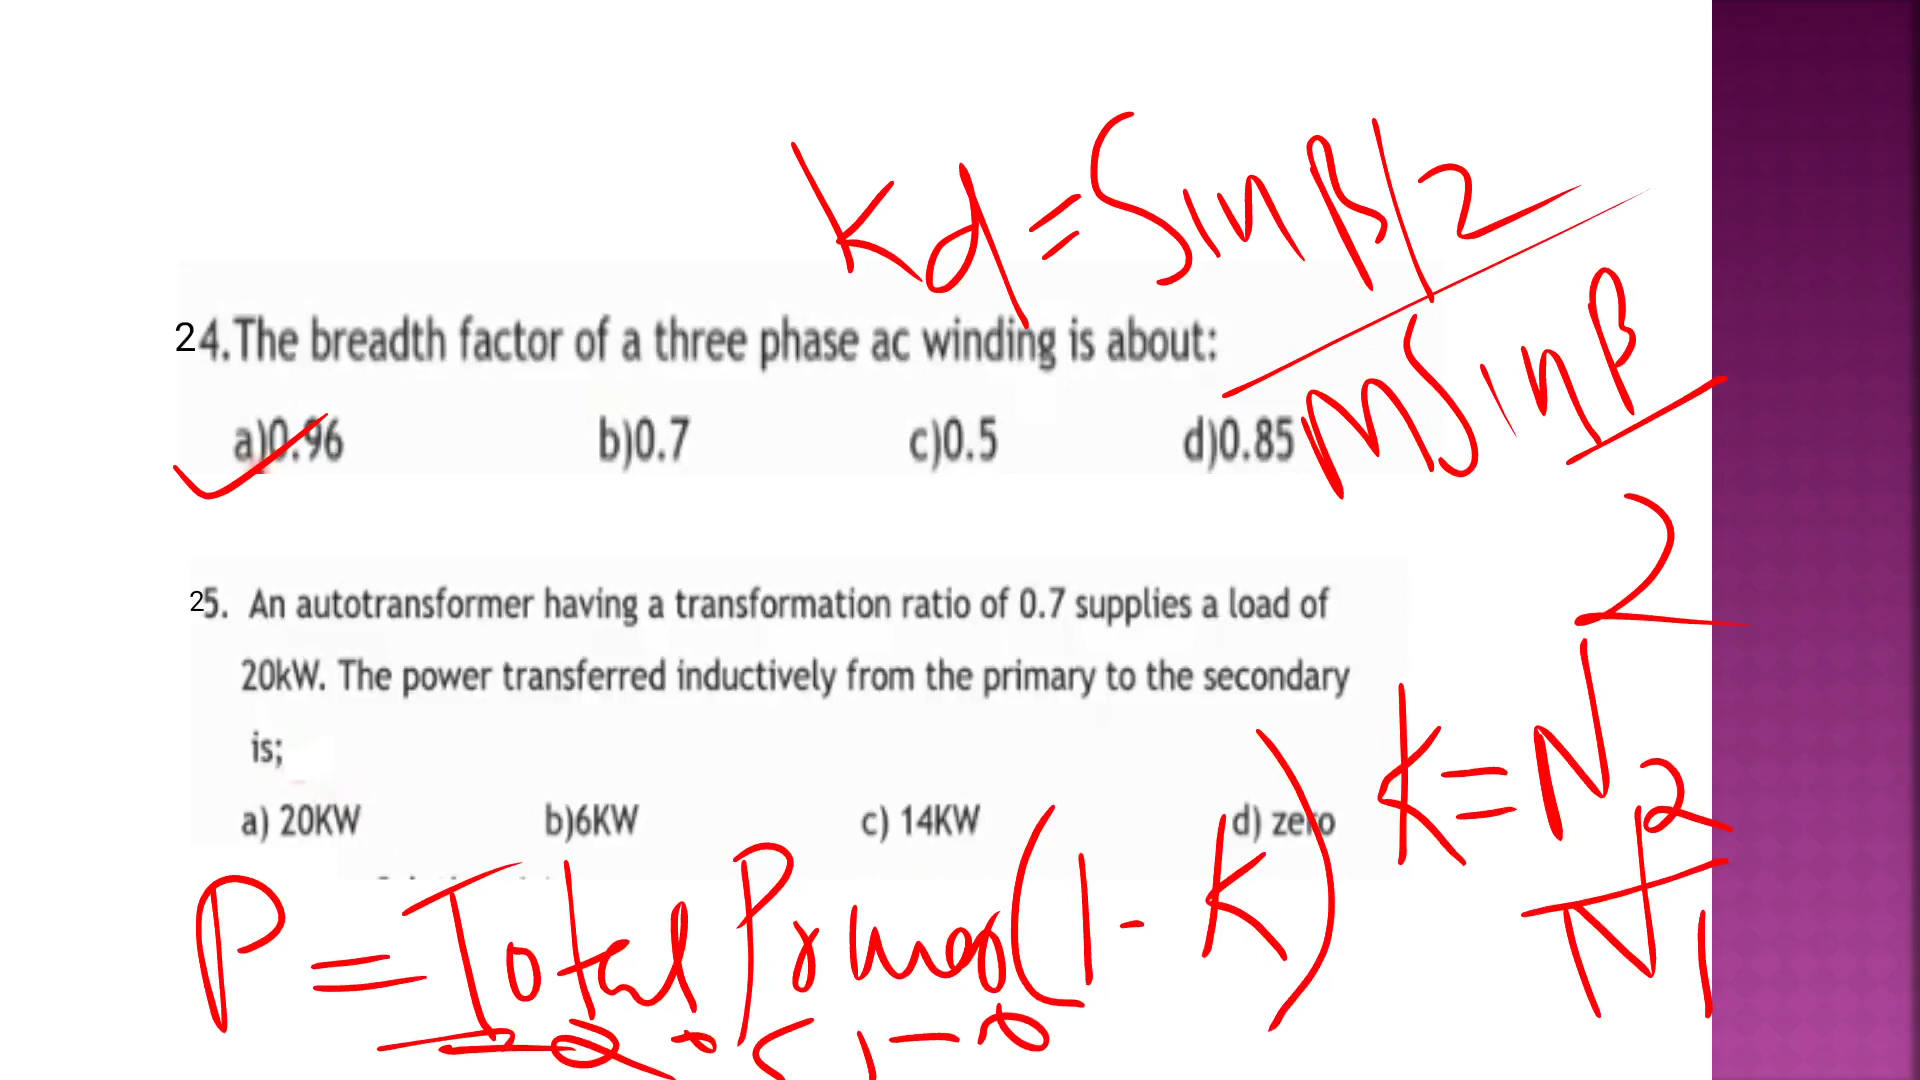 Kd = Sin β/2
24. The breadth factor of a three phase ac winding is about:
M Sin β
a)0.96 b)0.7 c)0.5 d)0.85
2
25. An autotransformer having a transformation ratio of 0.7 supplies a load of
20kW. The power transferred inductively from the primary to the secondary
is;
K = N2
N1
a) 20KW b)6KW c) 14KW d) zero
P = Total Power (1 - K)